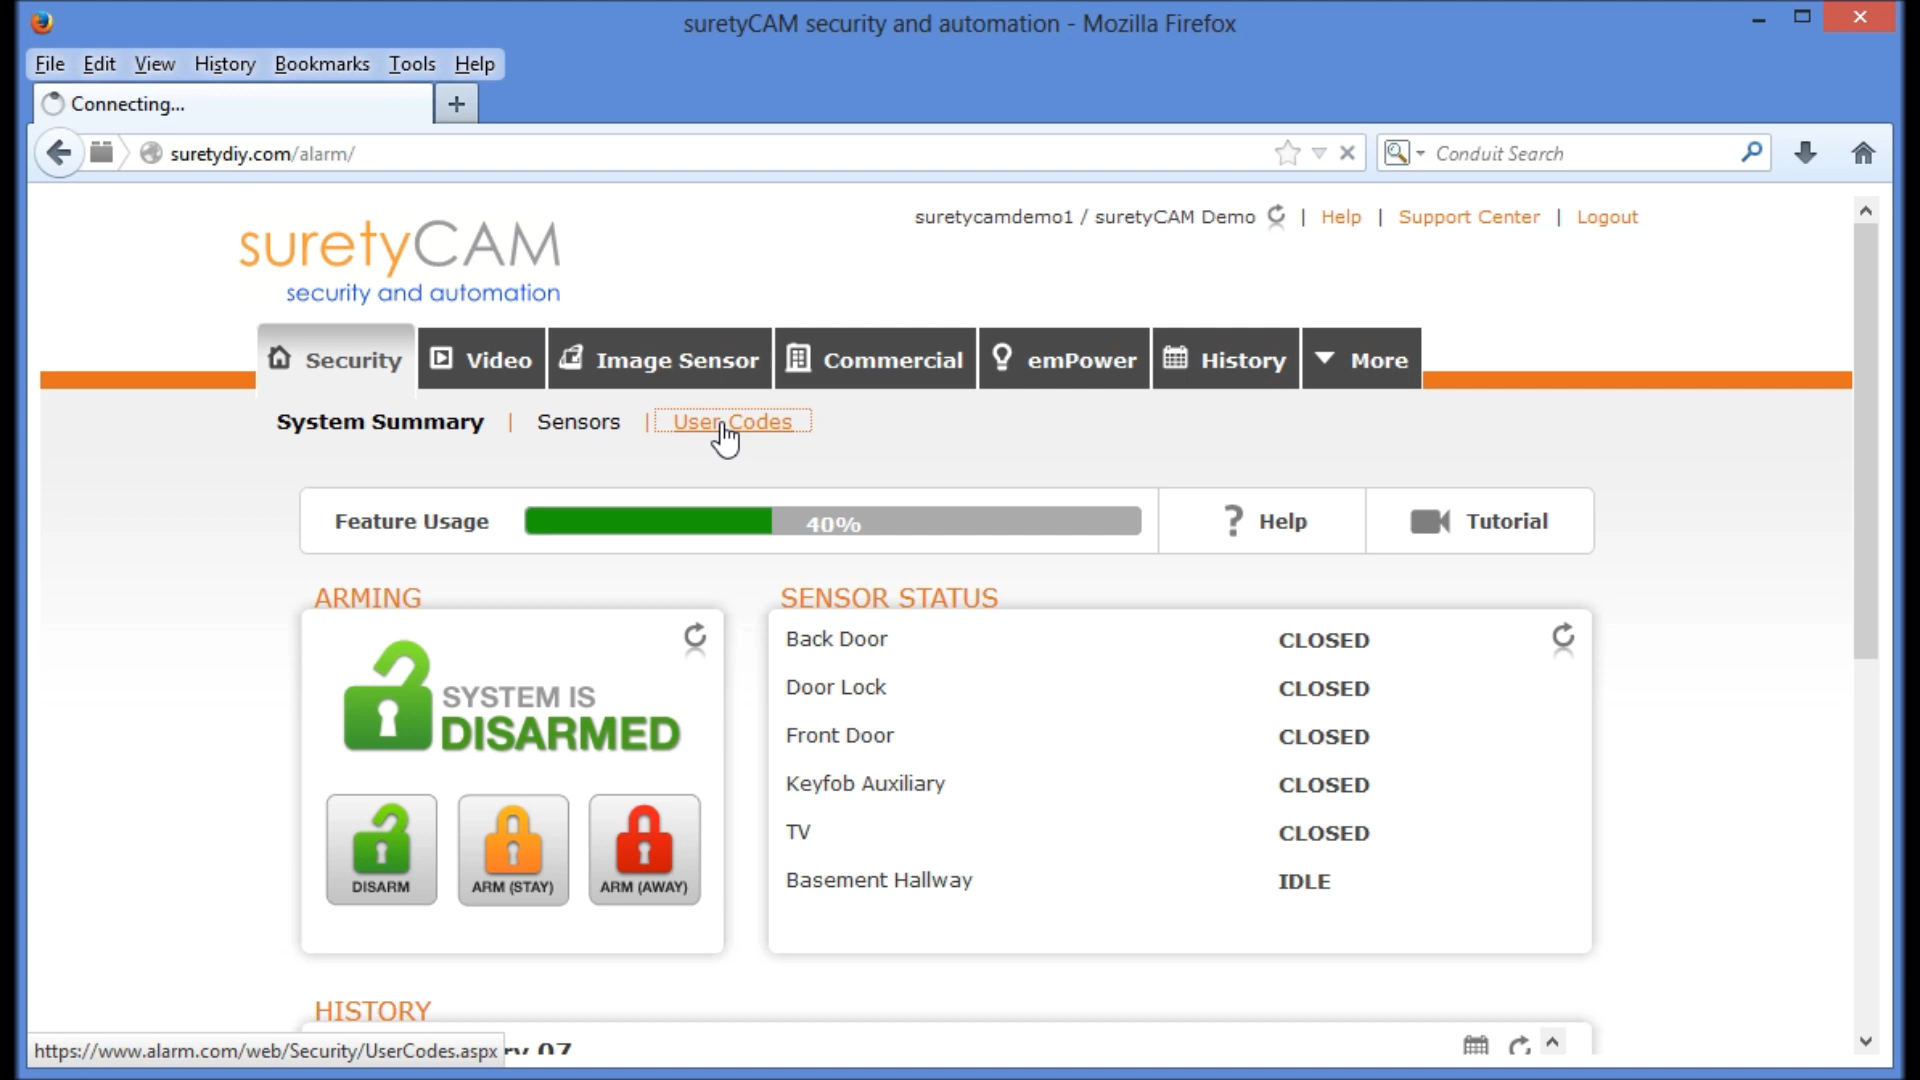 suretyCAM security and automation - Mozilla Firefox
File Edit View History Bookmarks Tools Help
Connecting...
suretydiy.com/alarm/
Conduit Search
suretycamdemo1 / suretyCAM Demo | Help | Support Center | Logout
suretyCAM
security and automation
Security Video Image Sensor Commercial emPower History More
System Summary | Sensors | User Codes
Feature Usage 40% ? Help Tutorial
ARMING
SENSOR STATUS
SYSTEM IS
DISARMED
DISARM ARM (STAY) ARM (AWAY)
Back Door CLOSED
Door Lock CLOSED
Front Door CLOSED
Keyfob Auxiliary CLOSED
TV CLOSED
Basement Hallway IDLE
HISTORY
https://www.alarm.com/web/Security/UserCodes.aspx